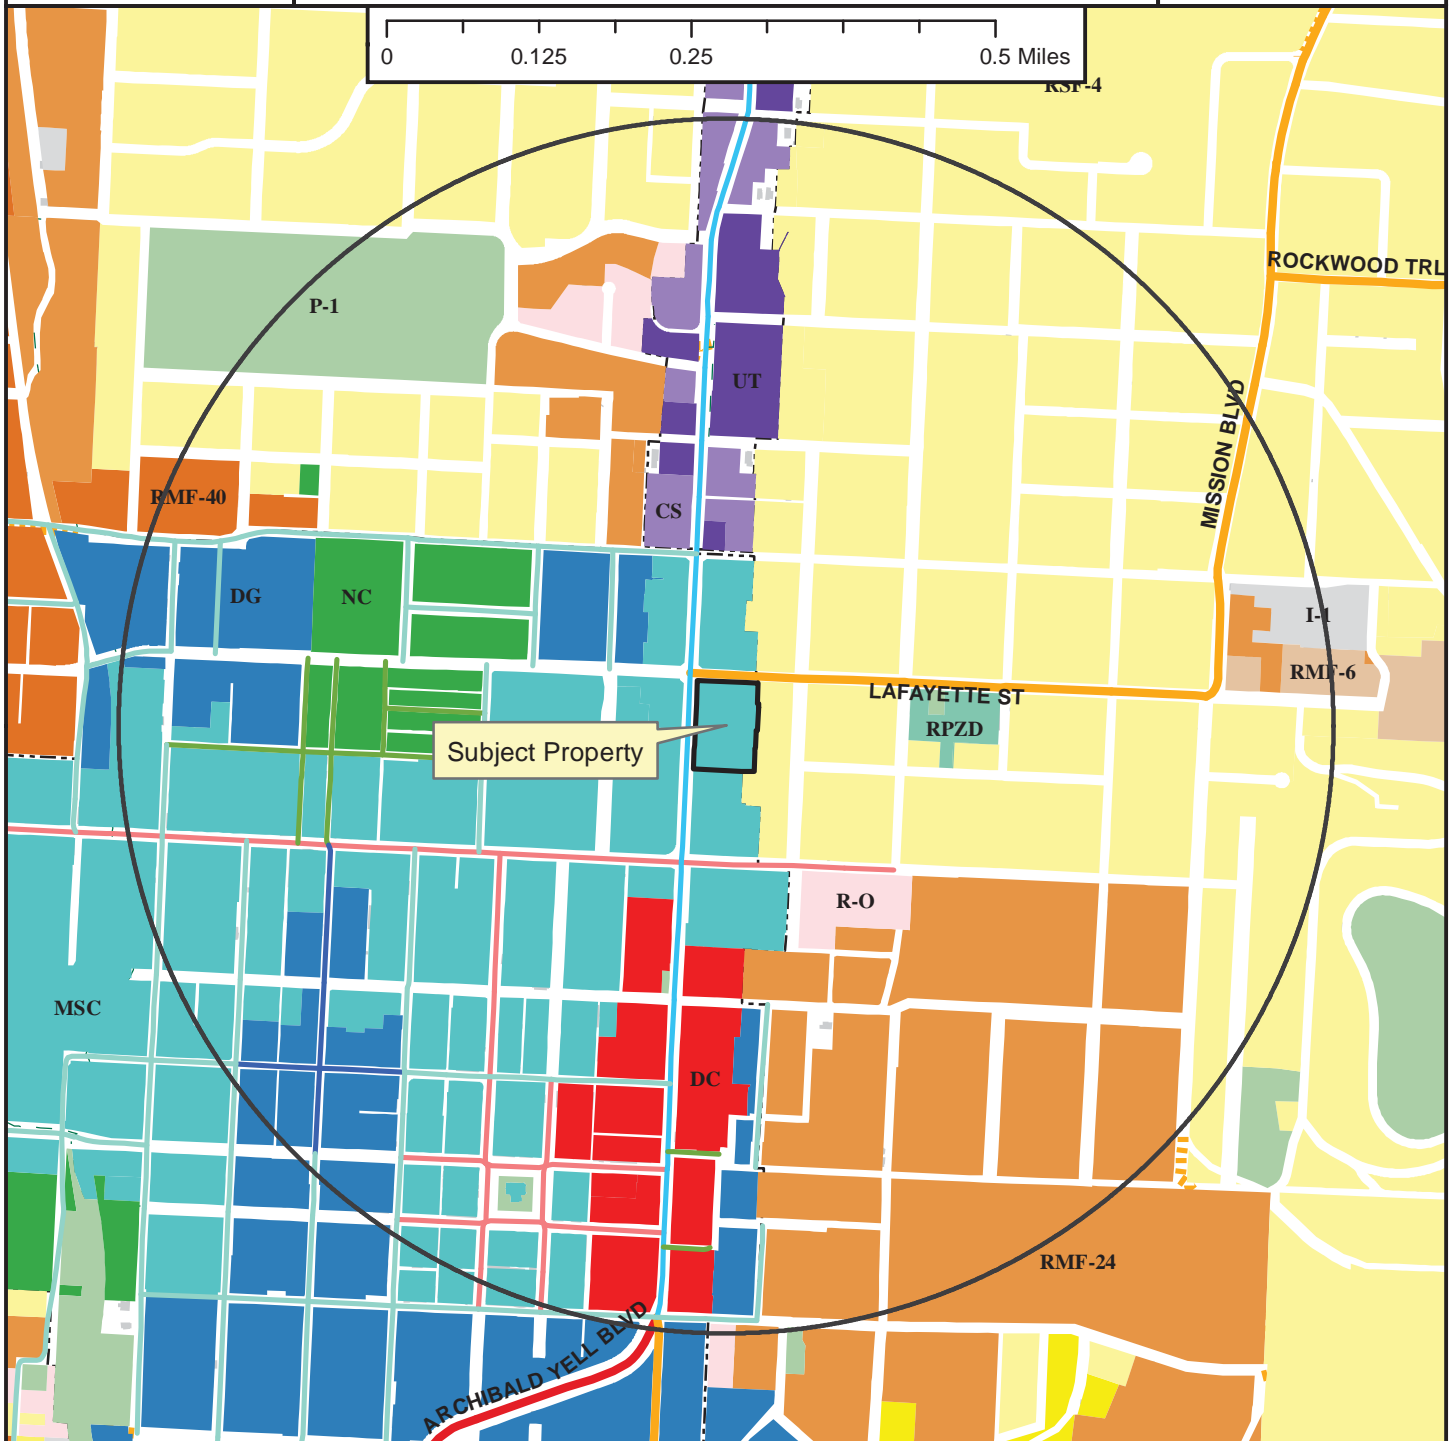 0 0.125 0.25 0.5 Miles
RSF-4
ROCKWOOD TRL
P-1
UT
MISSION BLVD
RMF-40
CS
DG
NC
I-1
RMF-6
LAFAYETTE ST
RPZD
Subject Property
R-O
MSC
DC
RMF-24
ARCHIBALD YELL BLVD